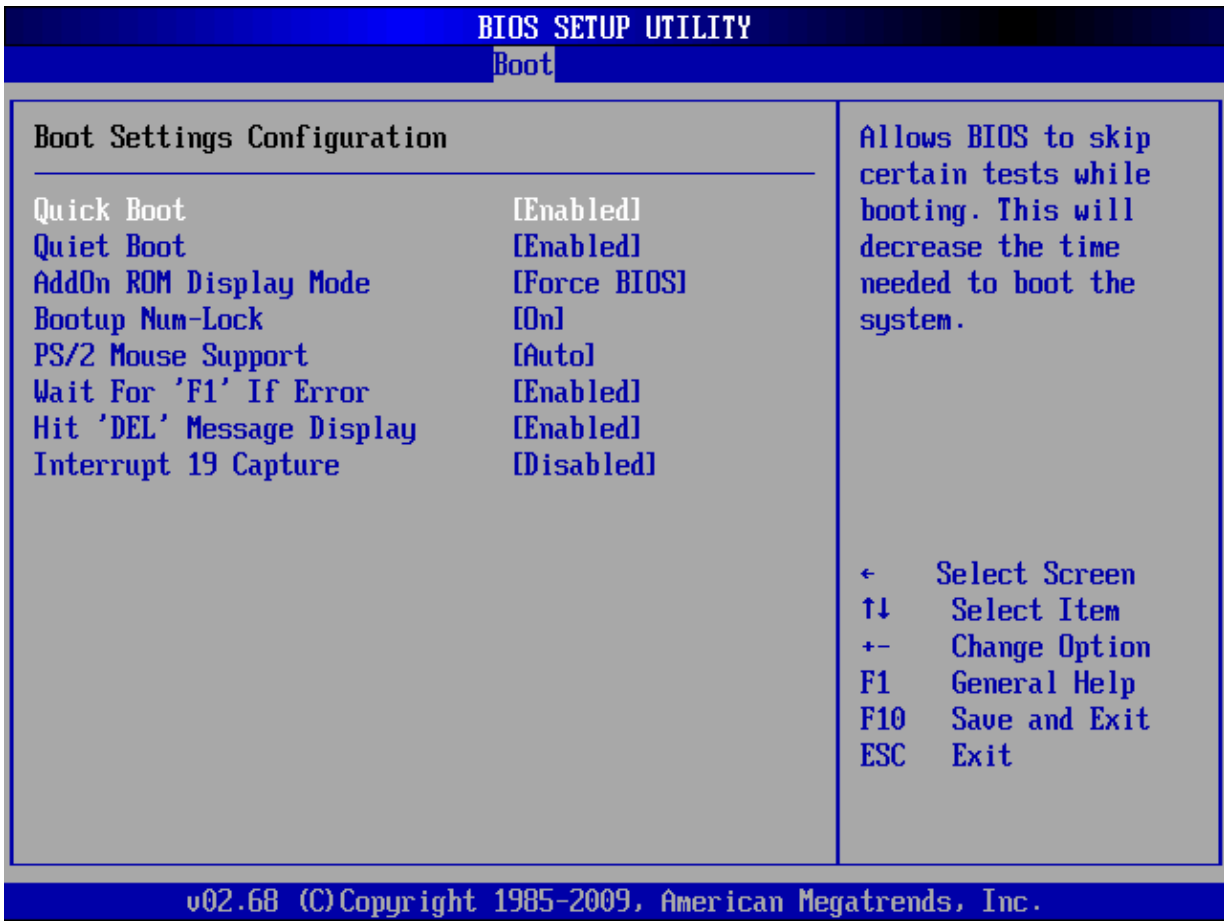 BIOS SETUP UTILITY
Boot
Boot Settings Configuration
Quick Boot [Enabled]
Quiet Boot [Enabled]
AddOn ROM Display Mode [Force BIOS]
Bootup Num-Lock [On]
PS/2 Mouse Support [Auto]
Wait For 'F1' If Error [Enabled]
Hit 'DEL' Message Display [Enabled]
Interrupt 19 Capture [Disabled]
Allows BIOS to skip
certain tests while
booting. This will
decrease the time
needed to boot the
system.
← Select Screen
↑↓ Select Item
+- Change Option
F1 General Help
F10 Save and Exit
ESC Exit
v02.68 (C)Copyright 1985-2009, American Megatrends, Inc.